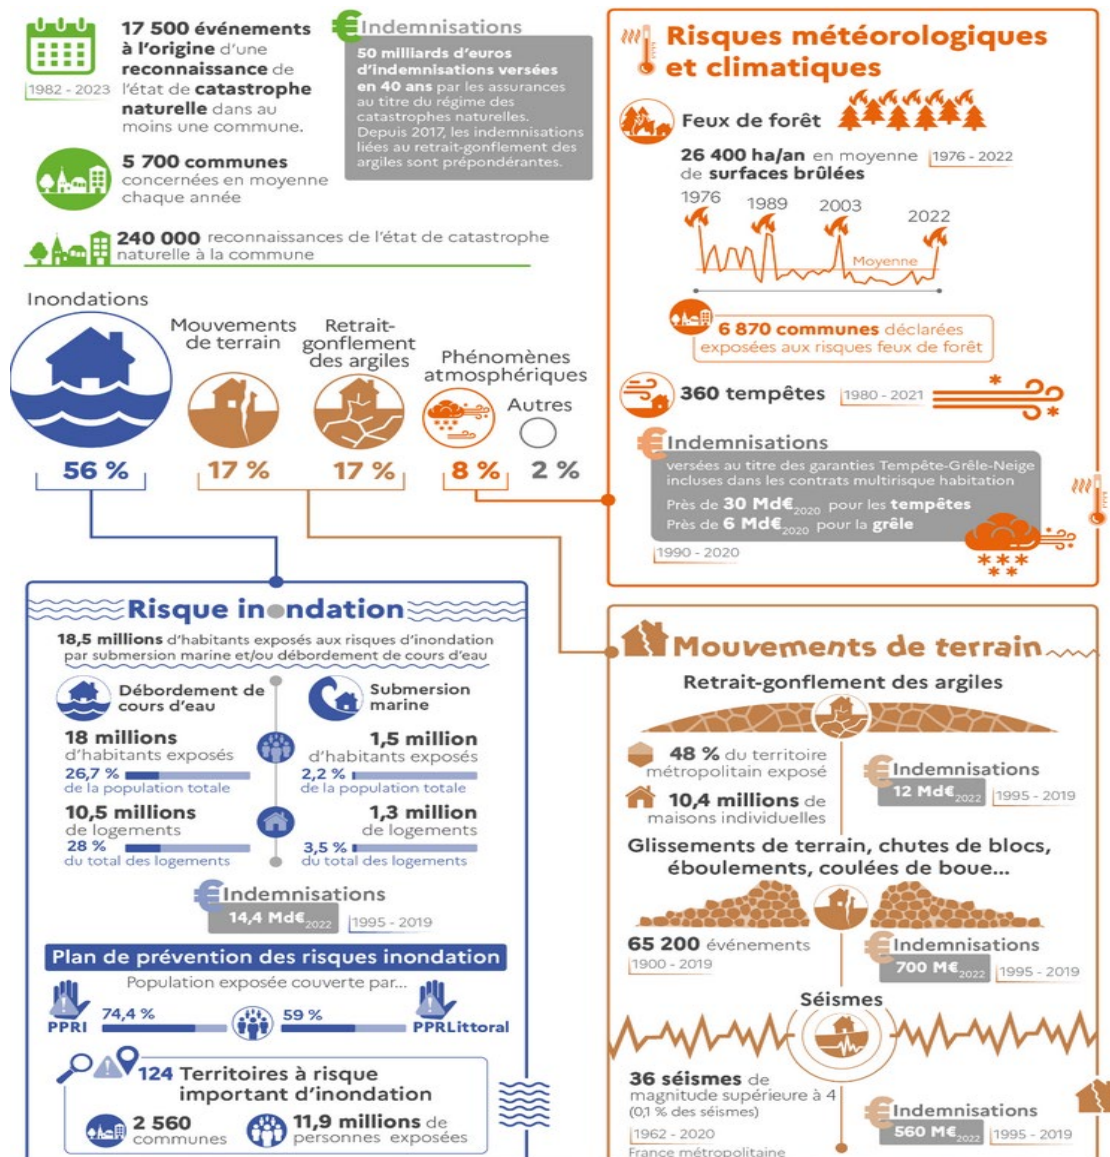 17 500 événements
à l'origine d'une
reconnaissance de
l'état de catastrophe
naturelle dans au
moins une commune.
1982 - 2023
5 700 communes
concernées en moyenne
chaque année
240 000 reconnaissances de l'état de catastrophe
naturelle à la commune
€Indemnisations
50 milliards d'euros
d'indemnisations versées
en 40 ans par les assurances
au titre du régime des
catastrophes naturelles.
Depuis 2017, les indemnisations
liées au retrait-gonflement des
argiles sont prépondérantes.
Inondations
56 %
Mouvements
de terrain
17 %
Retrait-
gonflement
des argiles
17 %
Phénomènes
atmosphériques
8 %
Autres
2 %
Risques météorologiques
et climatiques
Feux de forêt
26 400 ha/an en moyenne
de surfaces brûlées
1976 - 2022
1976
1989
2003
2022
Moyenne
6 870 communes déclarées
exposées aux risques feux de forêt
360 tempêtes
1980 - 2021
€Indemnisations
versées au titre des garanties Tempête-Grêle-Neige
incluses dans les contrats multirisque habitation
Près de 30 Md€2020 pour les tempêtes
Près de 6 Md€2020 pour la grêle
1990 - 2020
Risque inondation
18,5 millions d'habitants exposés aux risques d'inondation
par submersion marine et/ou débordement de cours d'eau
Débordement de
cours d'eau
18 millions
d'habitants exposés
26,7 %
de la population totale
10,5 millions
de logements
28 %
du total des logements
Submersion
marine
1,5 million
d'habitants exposés
2,2 %
de la population totale
1,3 million
de logements
3,5 %
du total des logements
€Indemnisations
14,4 Md€2022
1995 - 2019
Plan de prévention des risques inondation
Population exposée couverte par...
PPRI
74,4 %
59 %
PPRLittoral
124 Territoires à risque
important d'inondation
2 560
communes
11,9 millions de
personnes exposées
Mouvements de terrain
Retrait-gonflement des argiles
48 % du territoire
métropolitain exposé
10,4 millions de
maisons individuelles
€Indemnisations
12 Md€2022
1995 - 2019
Glissements de terrain, chutes de blocs,
éboulements, coulées de boue...
65 200 événements
1900 - 2019
€Indemnisations
700 M€2022
1995 - 2019
Séismes
36 séismes de
magnitude supérieure à 4
(0,1 % des séismes)
1962 - 2020
France métropolitaine
€Indemnisations
560 M€2022
1995 - 2019